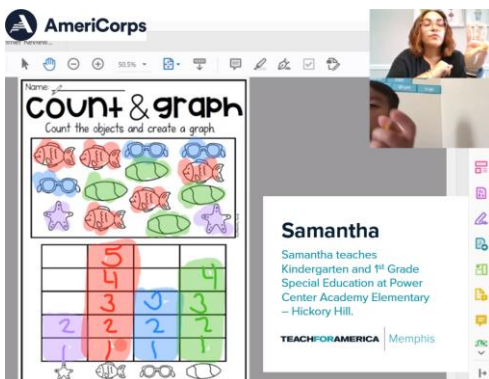 AmeriCorps
50.5%
Name:
count & graph
Count the objects and create a graph
5
4 4
3 3 3
2 2 2 2
1 1 1 1
Samantha
Samantha teaches
Kindergarten and 1st Grade
Special Education at Power
Center Academy Elementary
– Hickory Hill.
TEACHFORAMERICA Memphis